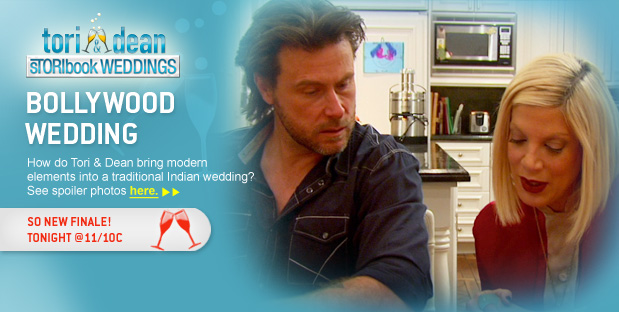 tori & dean
sTORIbook WEDDINGS
BOLLYWOOD
WEDDING
How do Tori & Dean bring modern
elements into a traditional Indian wedding?
See spoiler photos here.
SO NEW FINALE!
TONIGHT @11/10C